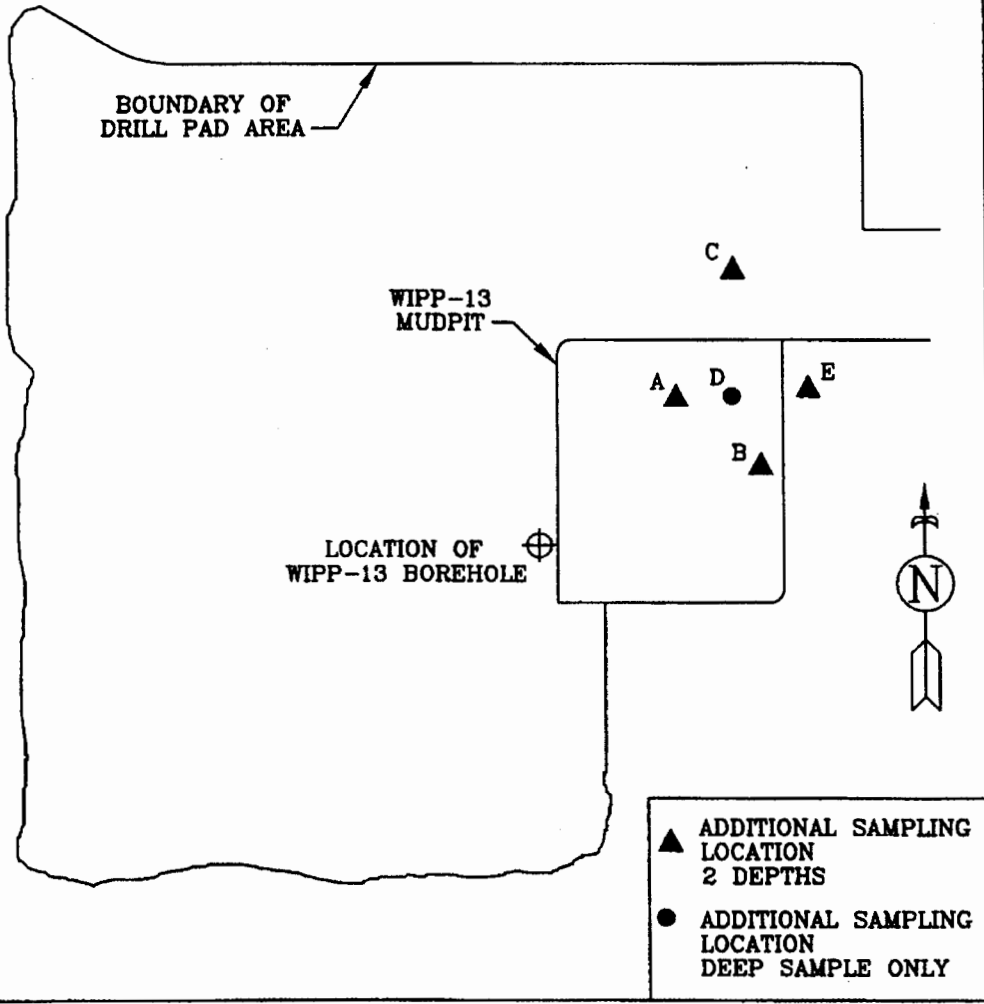 BOUNDARY OF
DRILL PAD AREA
C
WIPP-13
MUDPIT
A
D
E
B
LOCATION OF
WIPP-13 BOREHOLE
N
ADDITIONAL SAMPLING
LOCATION
2 DEPTHS
ADDITIONAL SAMPLING
LOCATION
DEEP SAMPLE ONLY